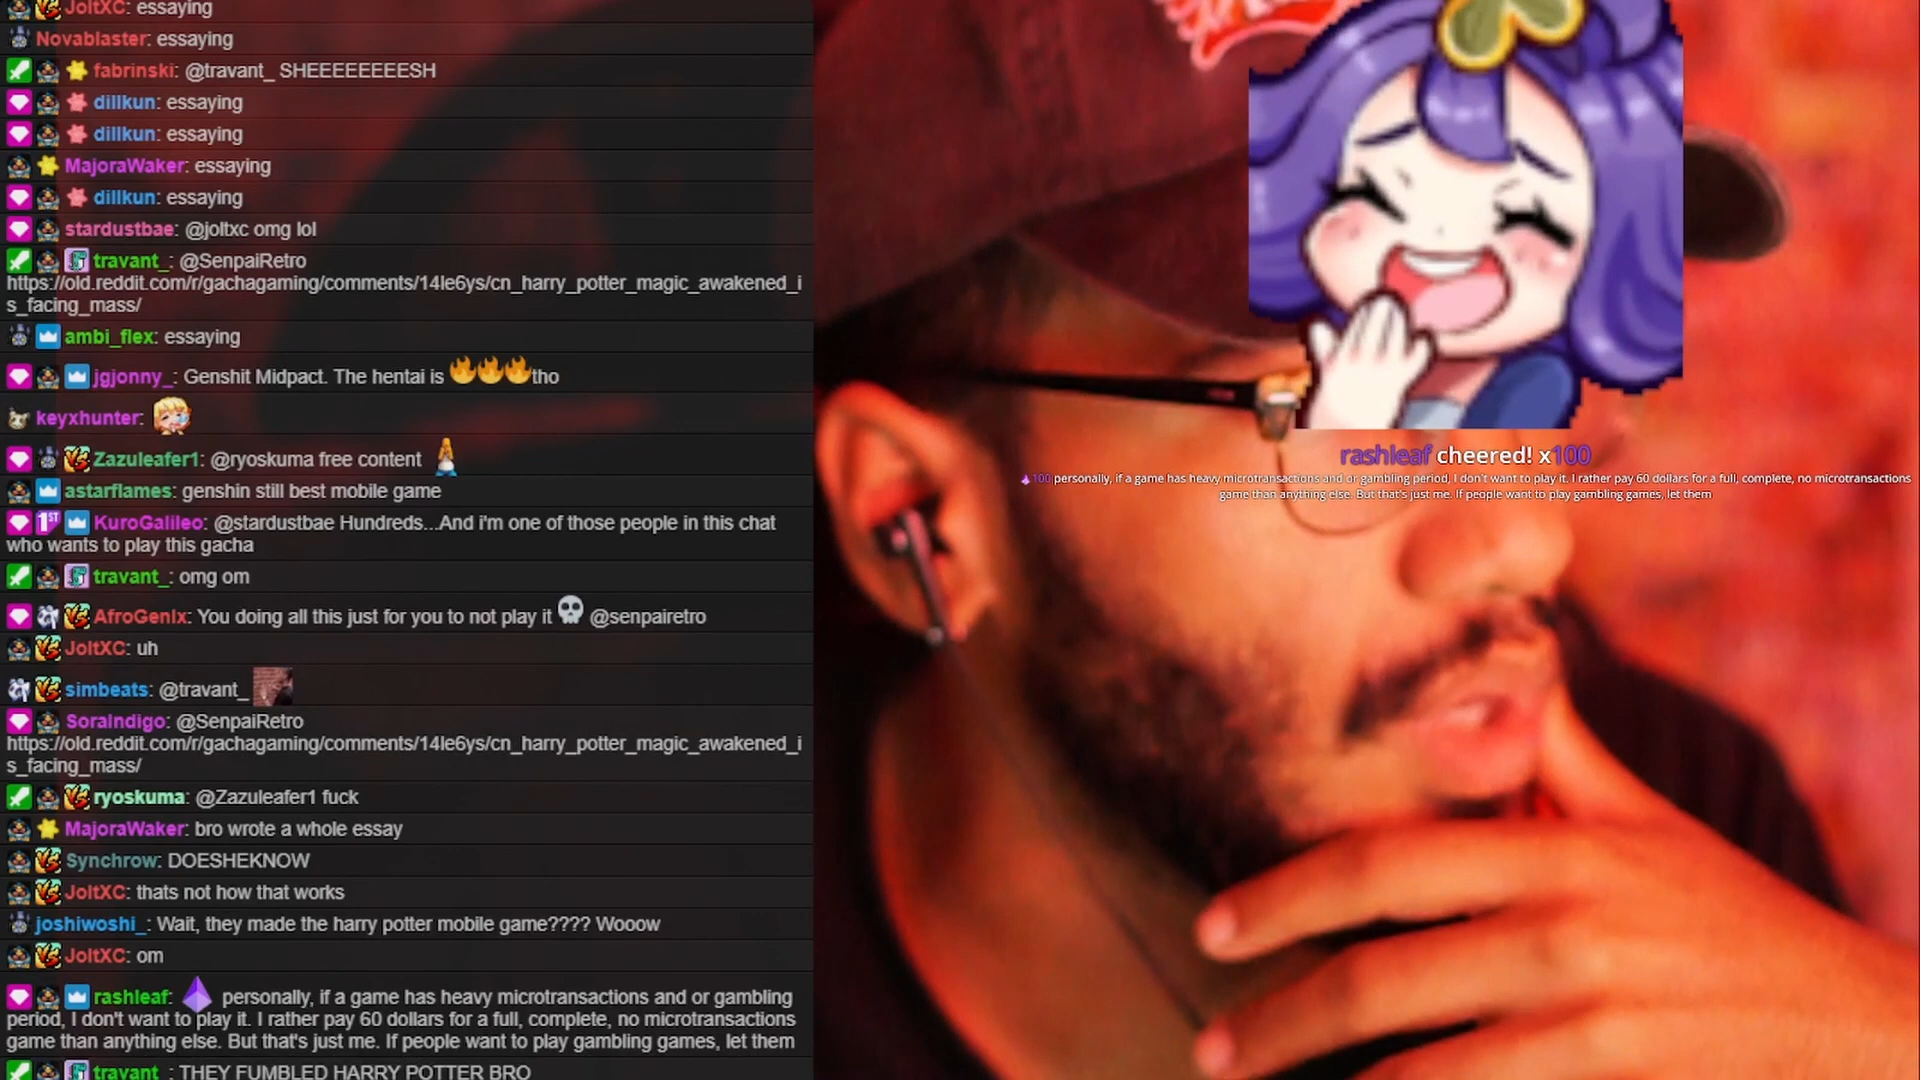 JoltXC: essaying
Novablaster: essaying
fabrinski: @travant_ SHEEEEEEEESH
dillkun: essaying
dillkun: essaying
MajoraWaker: essaying
dillkun: essaying
stardustbae: @joltxc omg lol
travant_: @SenpaiRetro
https://old.reddit.com/r/gachagaming/comments/14le6ys/cn_harry_potter_magic_awakened_i
s_facing_mass/
ambi_flex: essaying
jgjonny_: Genshit Midpact. The hentai is 🔥🔥🔥tho
keyxhunter:
Zazuleafer1: @ryoskuma free content
astarflames: genshin still best mobile game
1ST KuroGalileo: @stardustbae Hundreds...And i'm one of those people in this chat
who wants to play this gacha
travant_: omg om
AfroGenIx: You doing all this just for you to not play it 💀 @senpairetro
JoltXC: uh
simbeats: @travant_
SoraIndigo: @SenpaiRetro
https://old.reddit.com/r/gachagaming/comments/14le6ys/cn_harry_potter_magic_awakened_i
s_facing_mass/
ryoskuma: @Zazuleafer1 fuck
MajoraWaker: bro wrote a whole essay
Synchrow: DOESHEKNOW
JoltXC: thats not how that works
joshiwoshi_: Wait, they made the harry potter mobile game???? Wooow
JoltXC: om
rashleaf: personally, if a game has heavy microtransactions and or gambling
period, I don't want to play it. I rather pay 60 dollars for a full, complete, no microtransactions
game than anything else. But that's just me. If people want to play gambling games, let them
travant_: THEY FUMBLED HARRY POTTER BRO
rashleaf cheered! x100
100 personally, if a game has heavy microtransactions and or gambling period, I don't want to play it. I rather pay 60 dollars for a full, complete, no microtransactions
game than anything else. But that's just me. If people want to play gambling games, let them